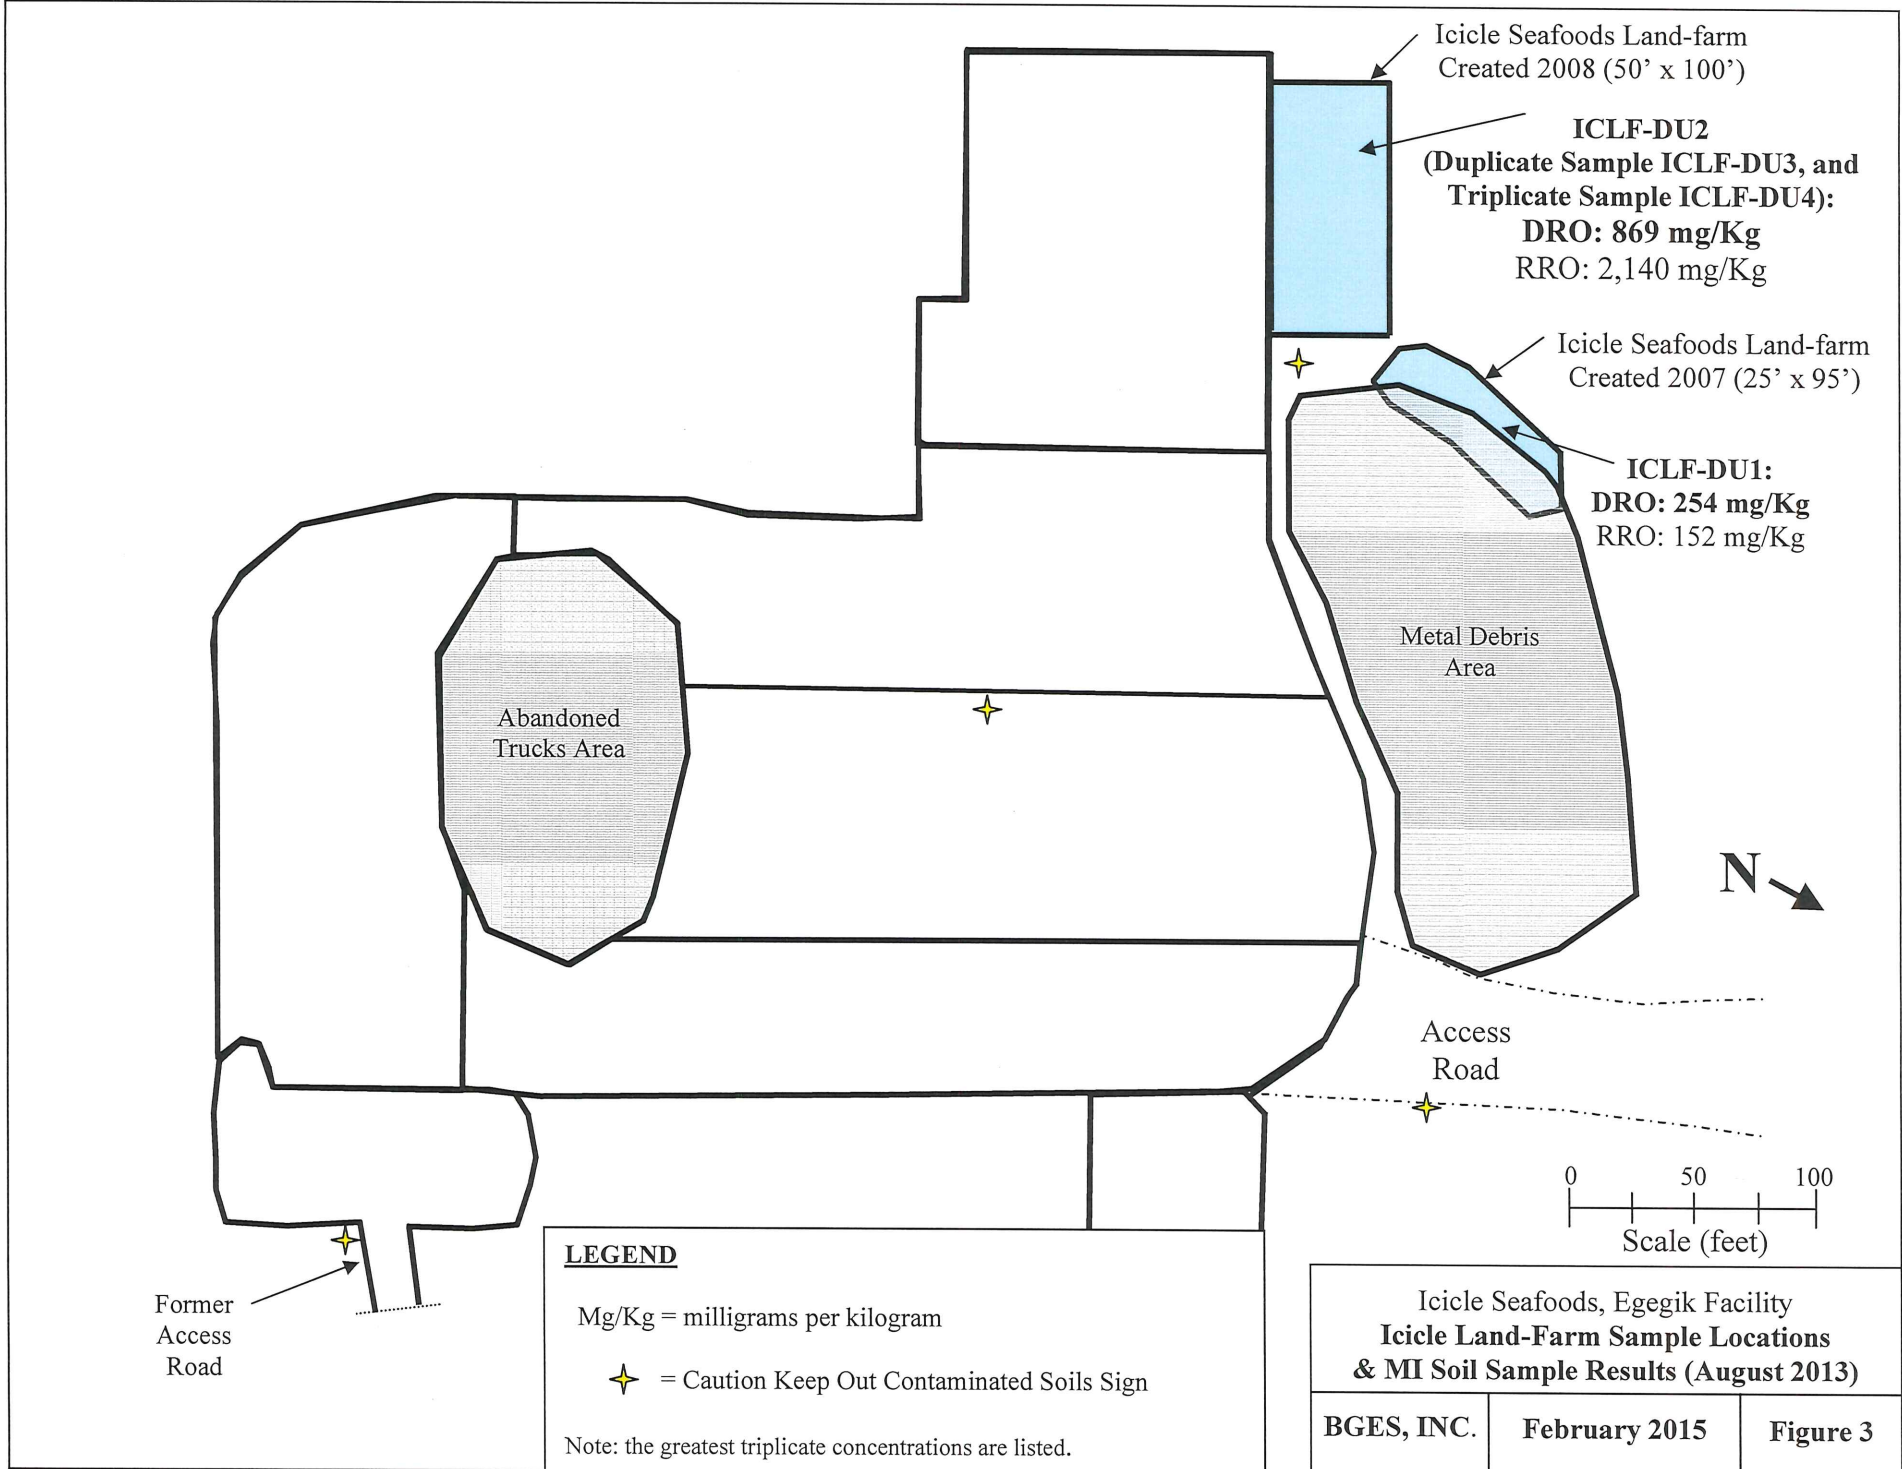 Icicle Seafoods Land-farm
Created 2008 (50’ x 100’)
ICLF-DU2
(Duplicate Sample ICLF-DU3, and
Triplicate Sample ICLF-DU4):
DRO: 869 mg/Kg
RRO: 2,140 mg/Kg
Icicle Seafoods Land-farm
Created 2007 (25’ x 95’)
ICLF-DU1:
DRO: 254 mg/Kg
RRO: 152 mg/Kg
Metal Debris
Area
Abandoned
Trucks Area
N
Access
Road
0 50 100
Scale (feet)
Former
Access
Road
LEGEND
Mg/Kg = milligrams per kilogram
= Caution Keep Out Contaminated Soils Sign
Note: the greatest triplicate concentrations are listed.
Icicle Seafoods, Egegik Facility
Icicle Land-Farm Sample Locations
& MI Soil Sample Results (August 2013)
BGES, INC. February 2015 Figure 3